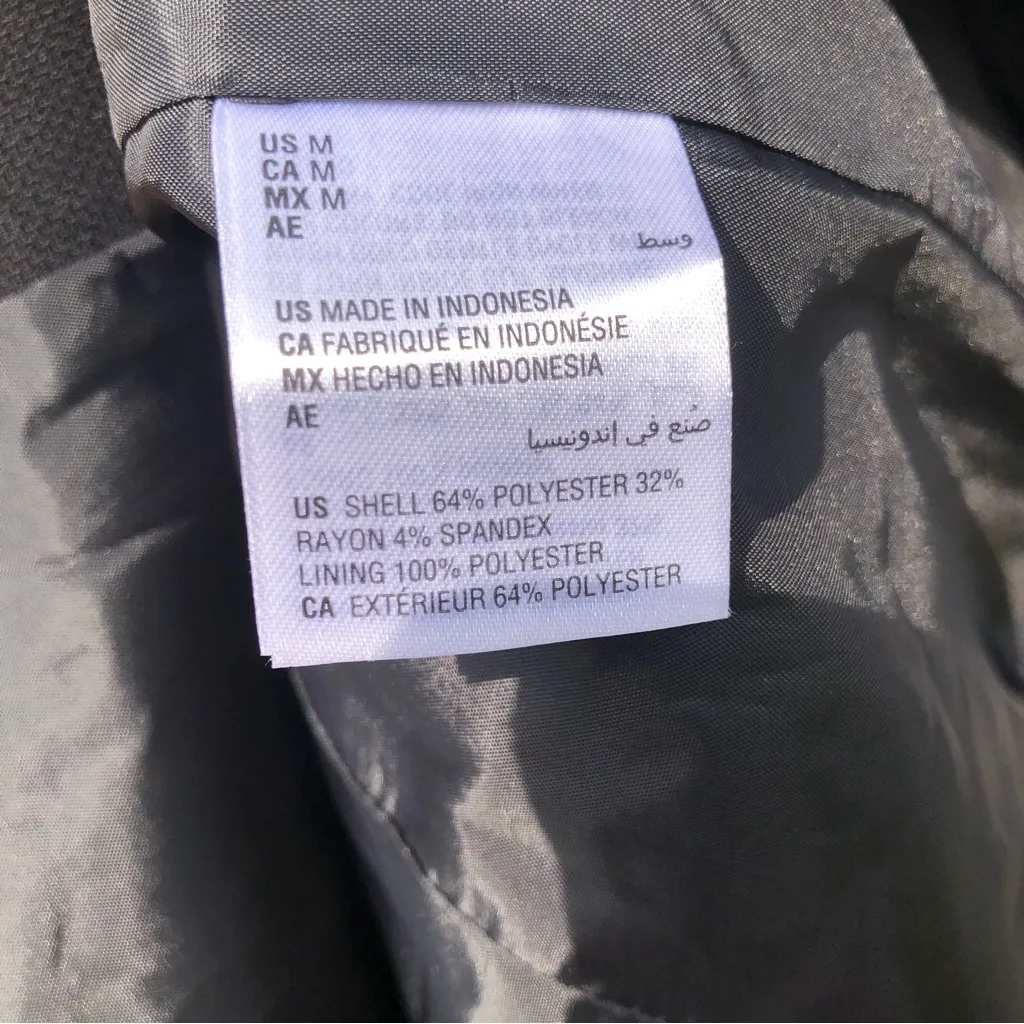 US M
CA M
MX M
AE
وسط
US MADE IN INDONESIA
CA FABRIQUÉ EN INDONÉSIE
MX HECHO EN INDONESIA
AE
صُنع في اندونيسيا
US SHELL 64% POLYESTER 32%
RAYON 4% SPANDEX
LINING 100% POLYESTER
CA EXTÉRIEUR 64% POLYESTER